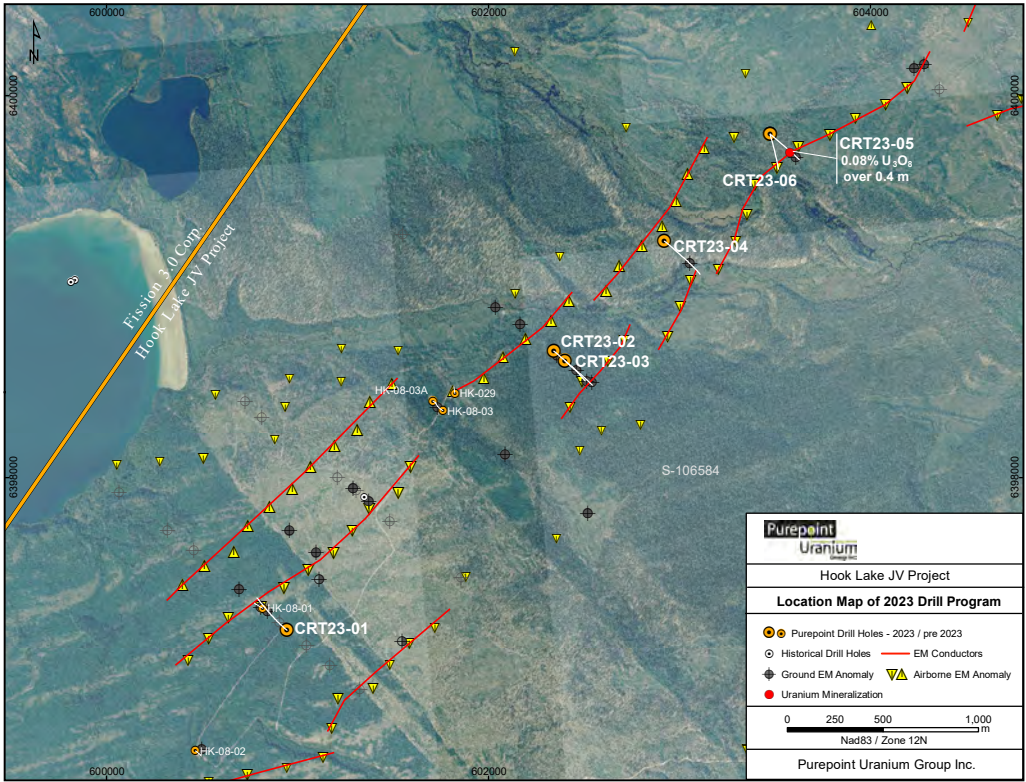 600000
602000
604000
N
6400000
6400000
CRT23-05
0.08% U₃O₈
over 0.4 m
CRT23-06
CRT23-04
Fission 3.0 Corp.
Hook Lake JV Project
CRT23-02
CRT23-03
HK-08-03A
HK-029
HK-08-03
6398000
6398000
S-106584
HK-08-01
CRT23-01
HK-08-02
600000
602000
Purepoint
Uranium
Group Inc
Hook Lake JV Project
Location Map of 2023 Drill Program
Purepoint Drill Holes - 2023 / pre 2023
Historical Drill Holes
EM Conductors
Ground EM Anomaly
Airborne EM Anomaly
Uranium Mineralization
0 250 500 1,000
m
Nad83 / Zone 12N
Purepoint Uranium Group Inc.